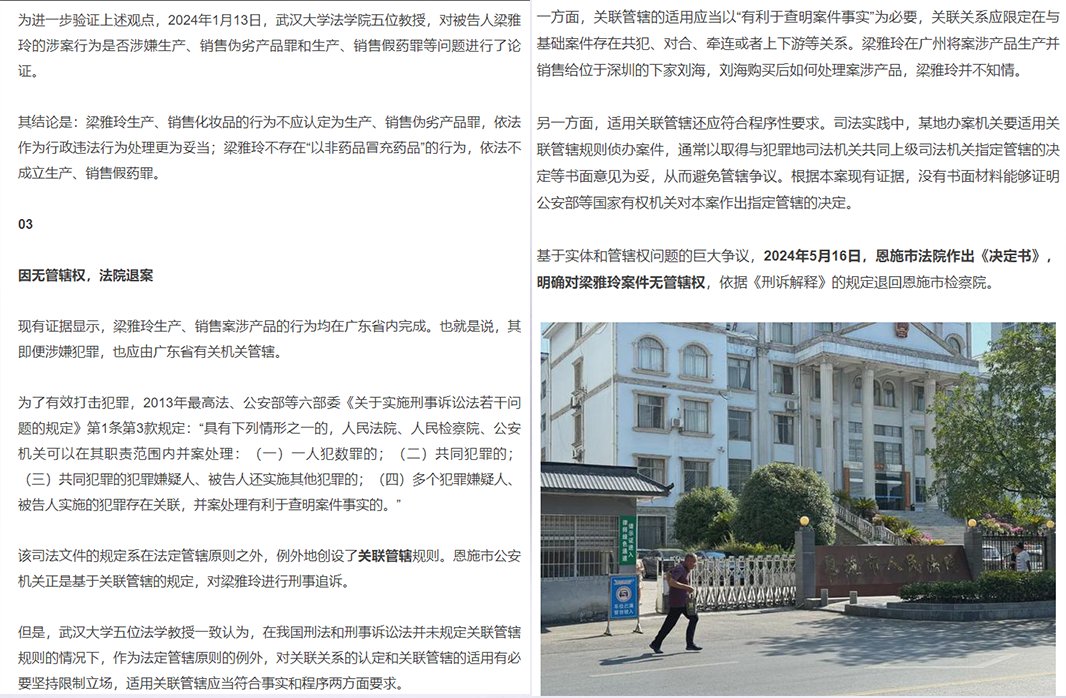 为进一步验证上述观点，2024年1月13日，武汉大学法学院五位教授，对被告人梁雅
玲的涉案行为是否涉嫌生产、销售伪劣产品罪和生产、销售假药罪等问题进行了论
证。
其结论是：梁雅玲生产、销售化妆品的行为不应认定为生产、销售伪劣产品罪，依法
作为行政违法行为处理更为妥当；梁雅玲不存在“以非药品冒充药品”的行为，依法不
成立生产、销售假药罪。
03
因无管辖权，法院退案
现有证据显示，梁雅玲生产、销售案涉产品的行为均在广东省内完成。也就是说，其
即便涉嫌犯罪，也应由广东省有关机关管辖。
为了有效打击犯罪，2013年最高法、公安部等六部委《关于实施刑事诉讼法若干问
题的规定》第1条第3款规定：“具有下列情形之一的，人民法院、人民检察院、公安
机关可以在其职责范围内并案处理：（一）一人犯数罪的；（二）共同犯罪的；
（三）共同犯罪的犯罪嫌疑人、被告人还实施其他犯罪的；（四）多个犯罪嫌疑人、
被告人实施的犯罪存在关联，并案处理有利于查明案件事实的。”
该司法文件的规定系在法定管辖原则之外，例外地创设了关联管辖规则。恩施市公安
机关正是基于关联管辖的规定，对梁雅玲进行刑事追诉。
但是，武汉大学五位法学教授一致认为，在我国刑法和刑事诉讼法并未规定关联管辖
规则的情况下，作为法定管辖原则的例外，对关联关系的认定和关联管辖的适用有必
要坚持限制立场，适用关联管辖应当符合事实和程序两方面要求。
一方面，关联管辖的适用应当以“有利于查明案件事实”为必要，关联关系应限定在与
基础案件存在共犯、对合、牵连或者上下游等关系。梁雅玲在广州将案涉产品生产并
销售给位于深圳的下家刘海，刘海购买后如何处理案涉产品，梁雅玲并不知情。
另一方面，适用关联管辖还应符合程序性要求。司法实践中，某地办案机关要适用关
联管辖规则侦办案件，通常以取得与犯罪地司法机关共同上级司法机关指定管辖的决
定等书面意见为妥，从而避免管辖争议。根据本案现有证据，没有书面材料能够证明
公安部等国家有权机关对本案作出指定管辖的决定。
基于实体和管辖权问题的巨大争议，2024年5月16日，恩施市法院作出《决定书》，
明确对梁雅玲案件无管辖权，依据《刑诉解释》的规定退回恩施市检察院。
恩施市人民法院
请示证进入
律师绿色通道
车位已满